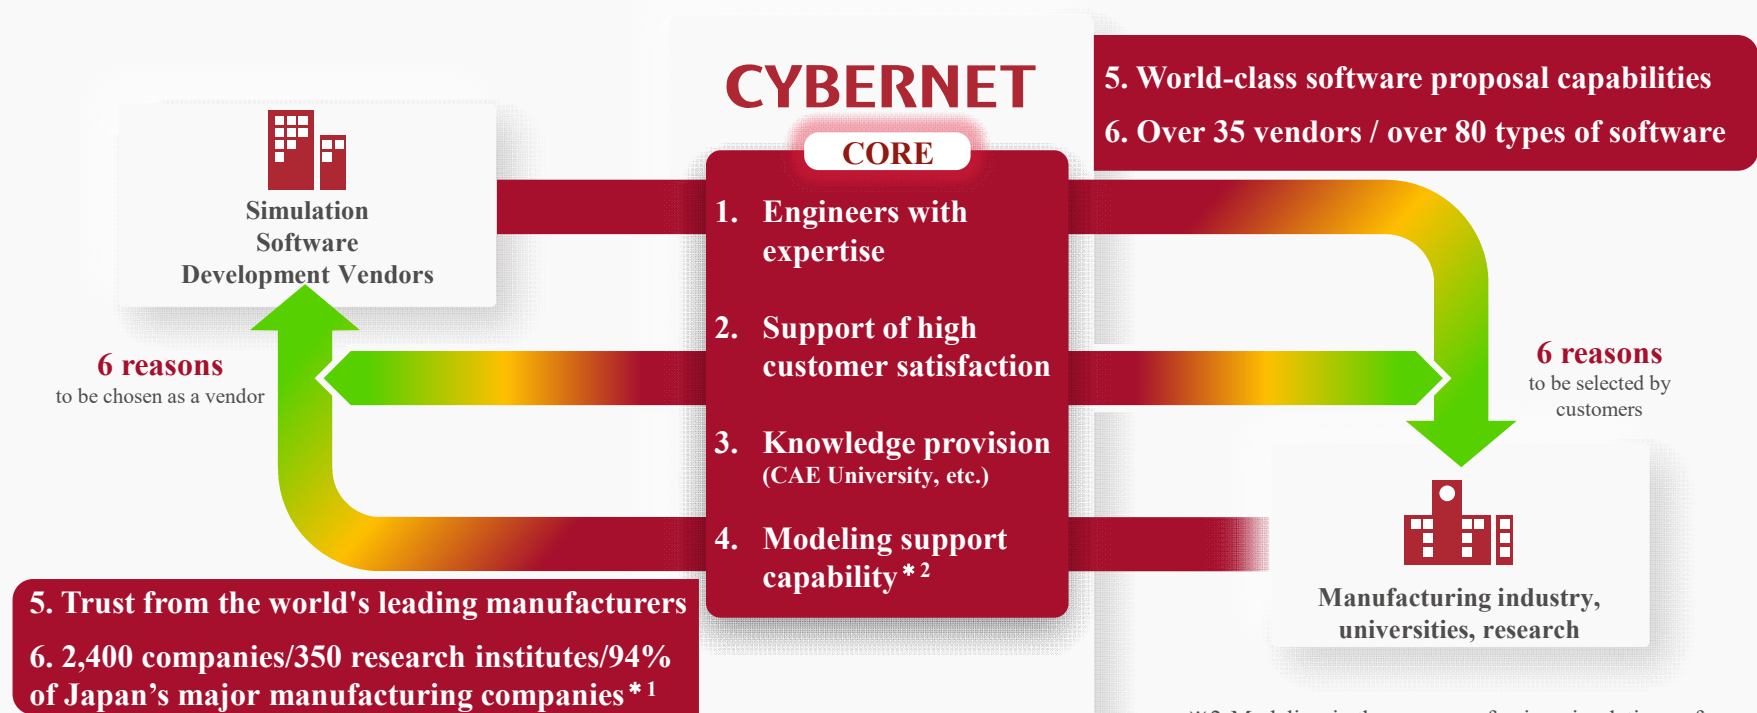 CYBERNET
5. World-class software proposal capabilities
6. Over 35 vendors / over 80 types of software
CORE
Simulation
Software
Development Vendors
1. Engineers with
expertise
2. Support of high
customer satisfaction
3. Knowledge provision
(CAE University, etc.)
4. Modeling support
capability*2
6 reasons
to be chosen as a vendor
6 reasons
to be selected by
customers
Manufacturing industry,
universities, research
5. Trust from the world's leading manufacturers
6. 2,400 companies/350 research institutes/94%
of Japan’s major manufacturing companies*1